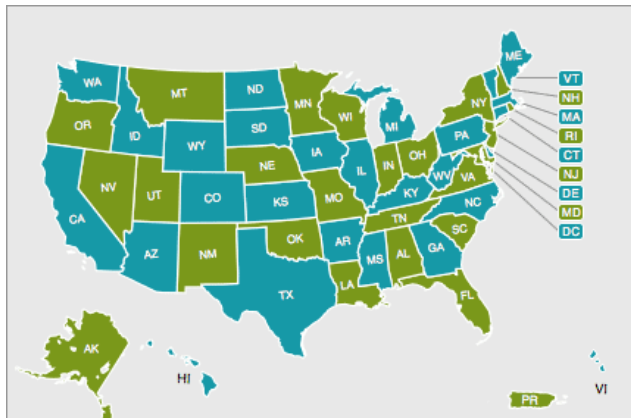 ME
WA
VT
MT
ND
MN
NH
OR
NY
MA
ID
SD
WI
MI
RI
WY
PA
CT
IA
NE
NJ
OH
IL
IN
NV
DE
UT
WV
VA
CO
MD
KS
MO
KY
CA
NC
DC
TN
OK
SC
AZ
NM
AR
MS
AL
GA
TX
LA
FL
AK
HI
VI
PR